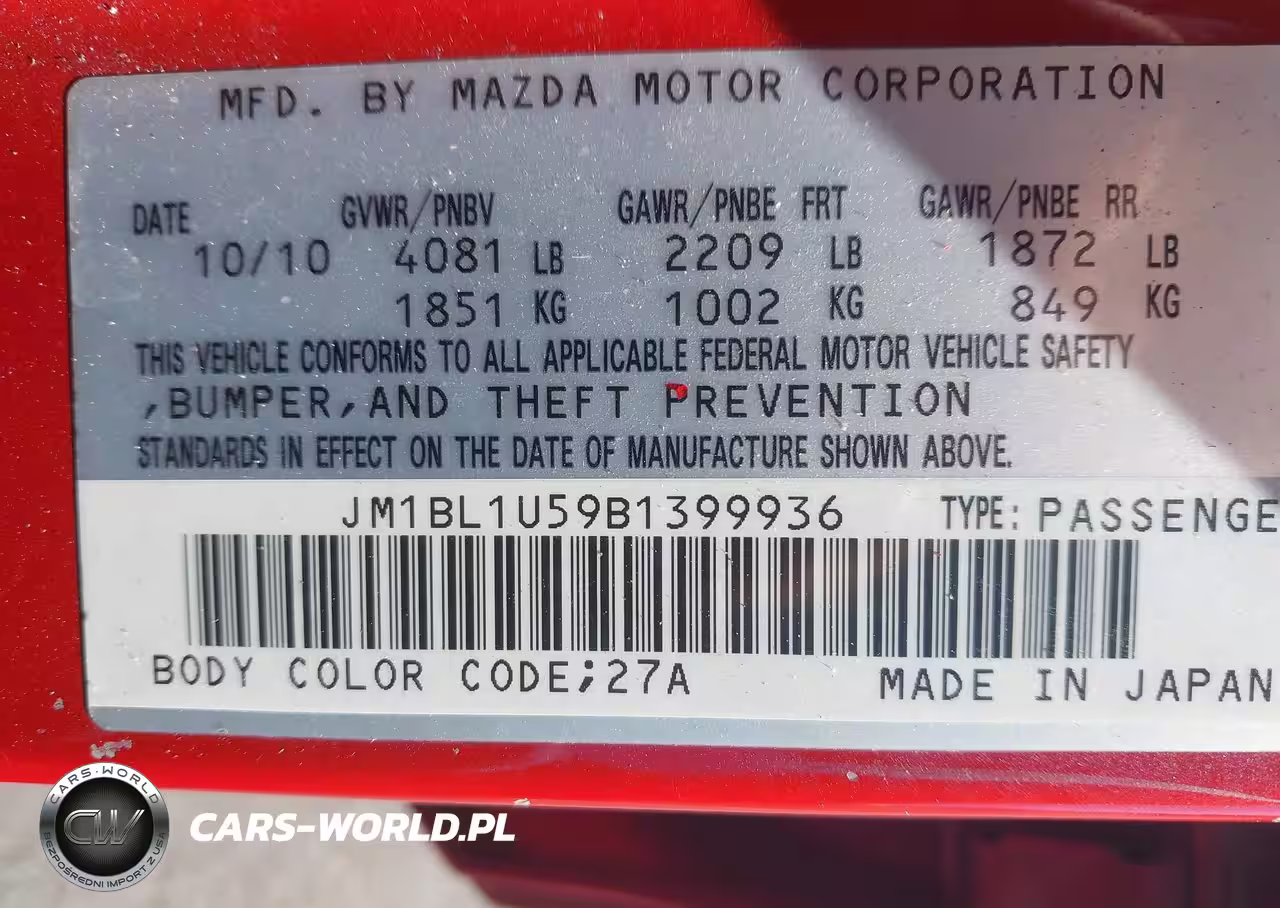 MFD. BY MAZDA MOTOR CORPORATION
DATE GVWR/PNBV GAWR/PNBE FRT GAWR/PNBE RR
10/10 4081 LB 2209 LB 1872 LB
1851 KG 1002 KG 849 KG
THIS VEHICLE CONFORMS TO ALL APPLICABLE FEDERAL MOTOR VEHICLE SAFETY
,BUMPER,AND THEFT PREVENTION
STANDARDS IN EFFECT ON THE DATE OF MANUFACTURE SHOWN ABOVE.
JM1BL1U59B1399936 TYPE: PASSENGE
BODY COLOR CODE;27A MADE IN JAPAN
CARS-WORLD
CW
BEZPOŚREDNI IMPORT Z USA
CARS-WORLD.PL